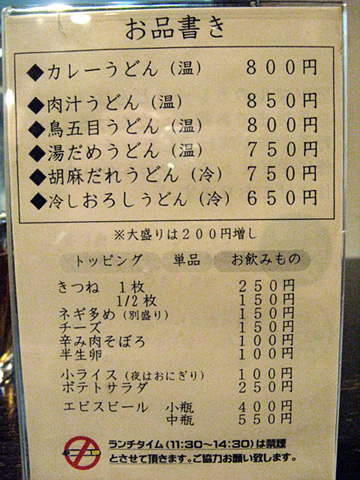 お品書き
◆カレーうどん（温） 800円
◆肉汁うどん（温） 850円
◆鳥五目うどん（温） 800円
◆湯だめうどん（温） 750円
◆胡麻だれうどん（冷） 750円
◆冷しおろしうどん（冷） 650円
※大盛りは200円増し
トッピング 単品 お飲みもの
きつね 1枚 250円
1/2枚 150円
ネギ多め（別盛り） 150円
チーズ 150円
辛み肉そぼろ 100円
半生卵 100円
小ライス（夜はおにぎり） 100円
ポテトサラダ 250円
エビスビール 小瓶 400円
中瓶 550円
ランチタイム（11:30～14:30）は禁煙
とさせて頂きます。ご協力お願い致します。